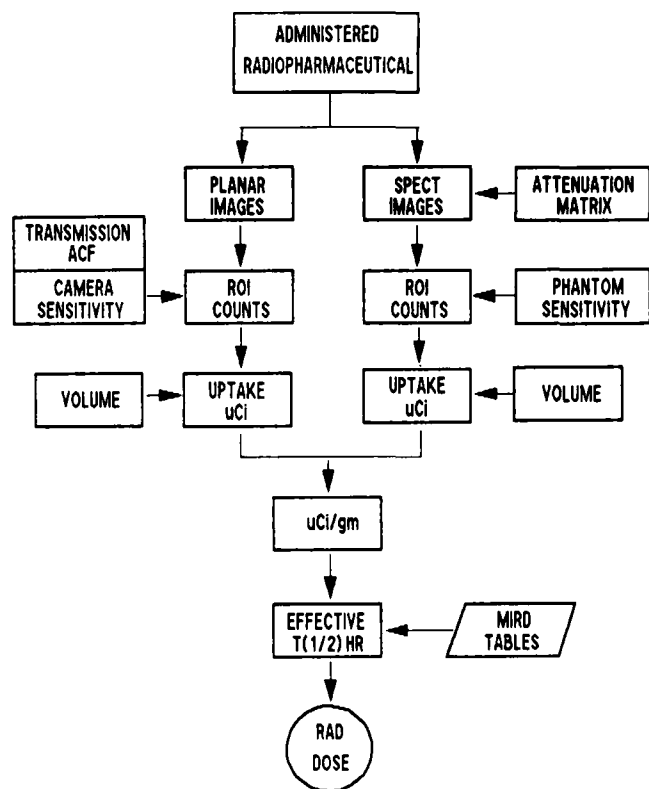 ADMINISTERED
RADIOPHARMACEUTICAL
PLANAR
IMAGES
SPECT
IMAGES
ATTENUATION
MATRIX
TRANSMISSION
ACF
CAMERA
SENSITIVITY
ROI
COUNTS
ROI
COUNTS
PHANTOM
SENSITIVITY
VOLUME
UPTAKE
uCi
UPTAKE
uCi
VOLUME
uCi/gm
EFFECTIVE
T(1/2) HR
MIRD
TABLES
RAD
DOSE